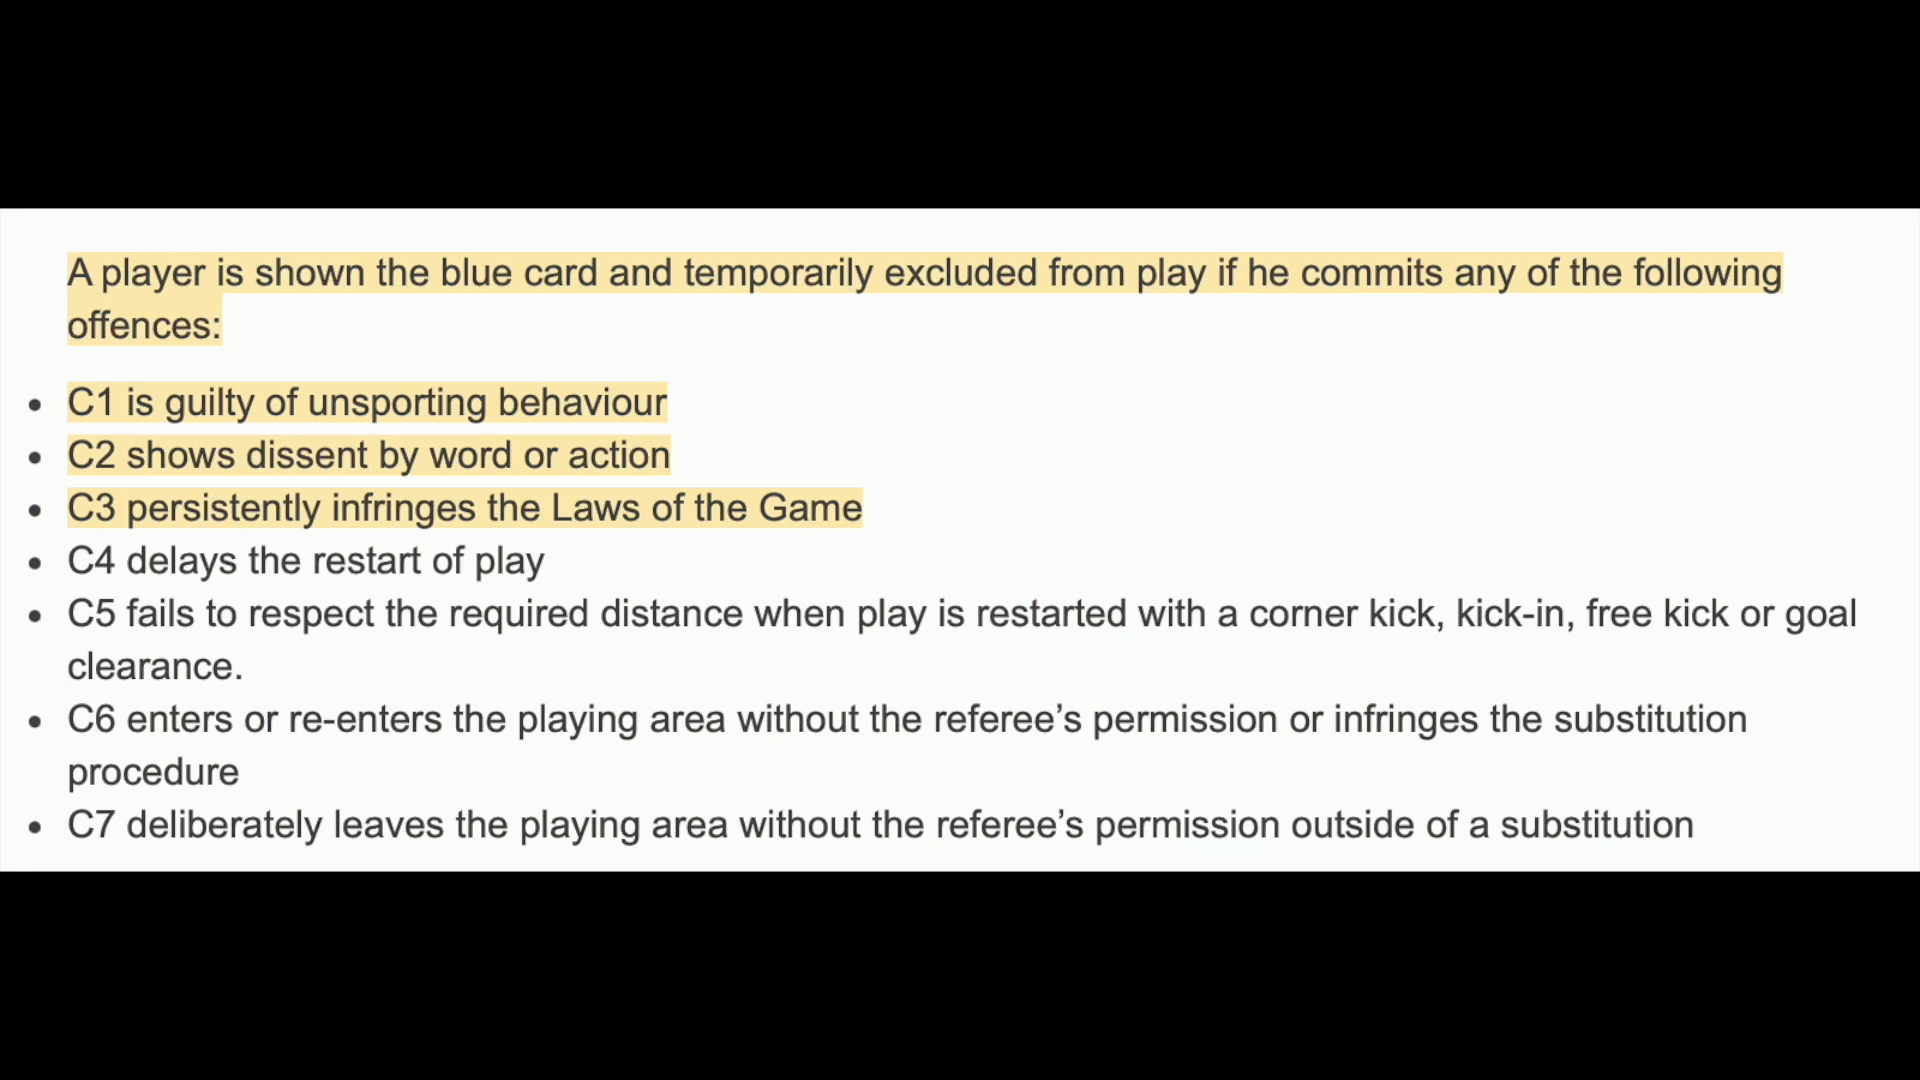 A player is shown the blue card and temporarily excluded from play if he commits any of the following
offences:
• C1 is guilty of unsporting behaviour
• C2 shows dissent by word or action
• C3 persistently infringes the Laws of the Game
• C4 delays the restart of play
• C5 fails to respect the required distance when play is restarted with a corner kick, kick-in, free kick or goal
clearance.
• C6 enters or re-enters the playing area without the referee’s permission or infringes the substitution
procedure
• C7 deliberately leaves the playing area without the referee’s permission outside of a substitution